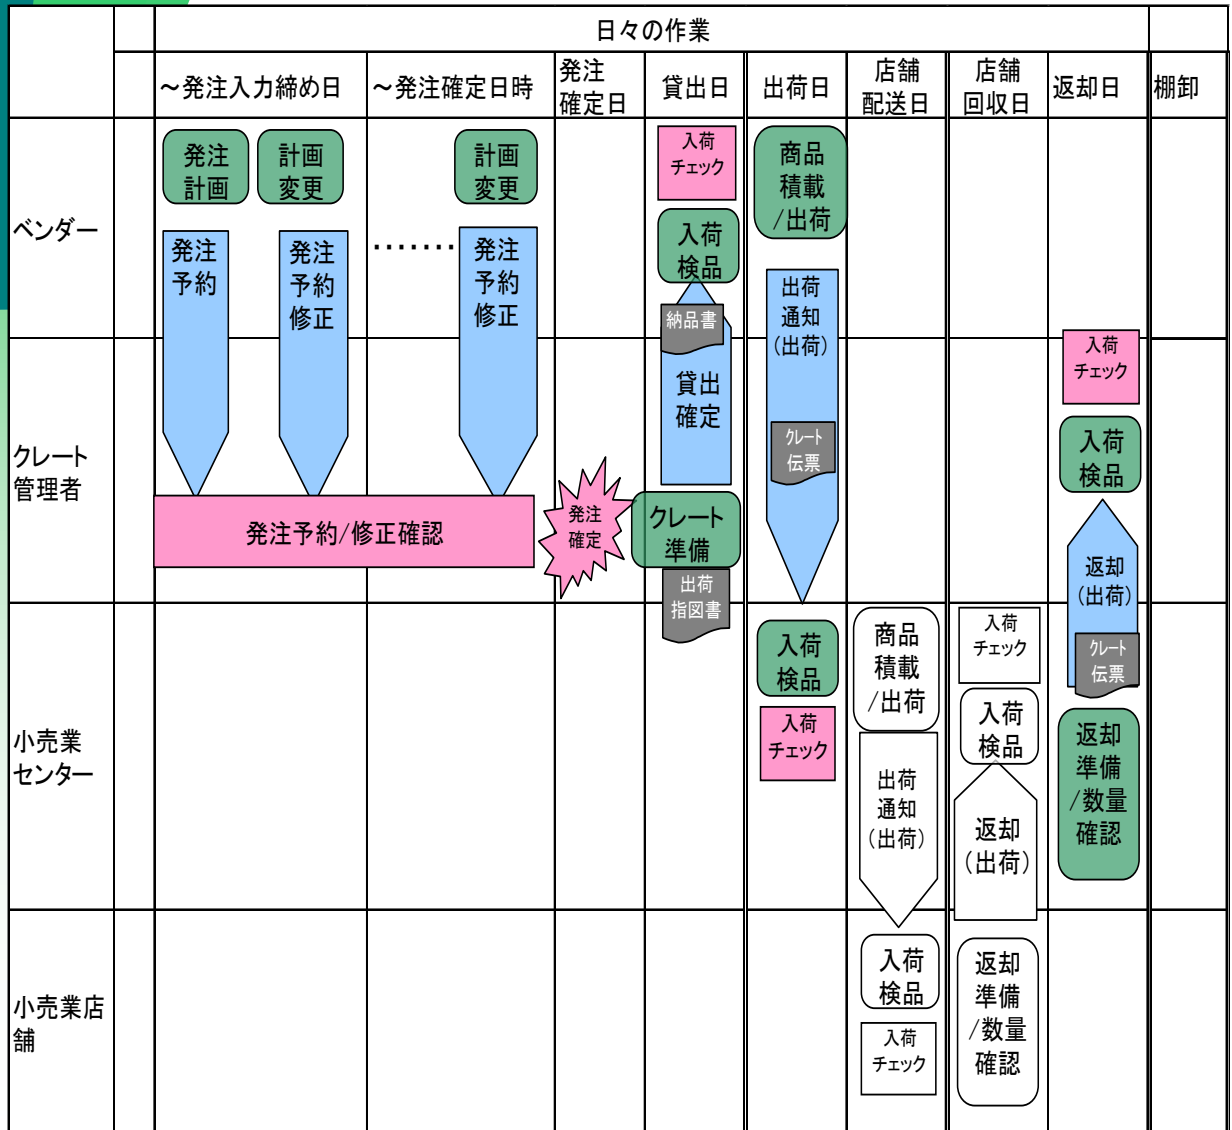 日々の作業
～発注入力締め日
～発注確定日時
発注
確定日
貸出日
出荷日
店舗
配送日
店舗
回収日
返却日
棚卸
ベンダー
発注
計画
計画
変更
計画
変更
入荷
チェック
商品
積載
/出荷
発注
予約
発注
予約
修正
・・・・・・・
発注
予約
修正
入荷
検品
納品書
貸出
確定
出荷
通知
(出荷)
クレート
伝票
入荷
チェック
クレート
管理者
入荷
検品
発注予約/修正確認
発注
確定
クレート
準備
出荷
指図書
返却
(出荷)
クレート
伝票
小売業
センター
入荷
検品
入荷
チェック
商品
積載
/出荷
出荷
通知
(出荷)
入荷
チェック
入荷
検品
返却
(出荷)
返却
準備
/数量
確認
小売業店
舗
入荷
検品
入荷
チェック
返却
準備
/数量
確認